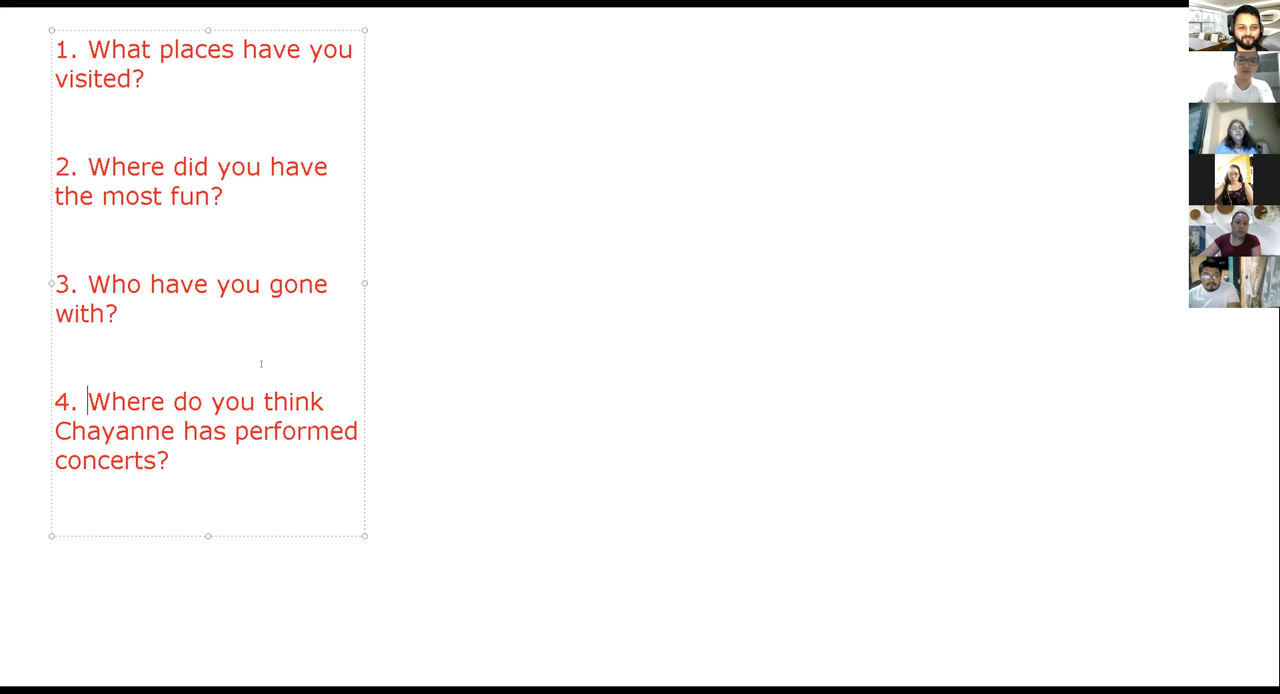 1. What places have you
visited?
2. Where did you have
the most fun?
3. Who have you gone
with?
4. Where do you think
Chayanne has performed
concerts?